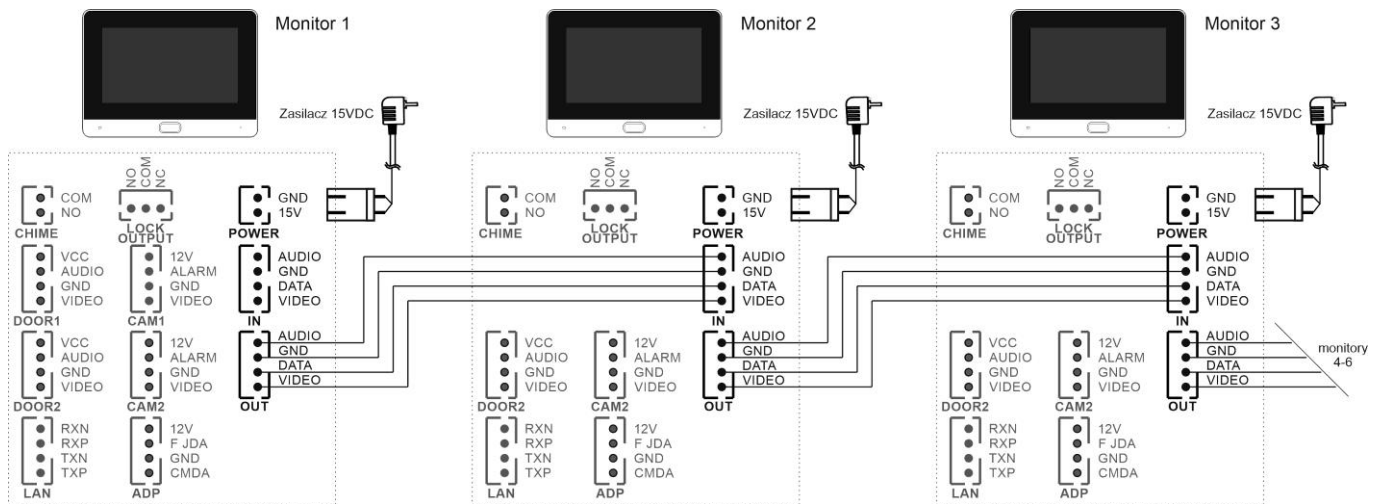 Monitor 1
Zasilacz 15VDC
COM
NO
CHIME
NO
COM
NC
LOCK
OUTPUT
GND
15V
POWER
VCC
AUDIO
GND
VIDEO
DOOR1
12V
ALARM
GND
VIDEO
CAM1
AUDIO
GND
DATA
VIDEO
IN
VCC
AUDIO
GND
VIDEO
DOOR2
12V
ALARM
GND
VIDEO
CAM2
AUDIO
GND
DATA
VIDEO
OUT
RXN
RXP
TXN
TXP
LAN
12V
F JDA
GND
CMDA
ADP
Monitor 2
Zasilacz 15VDC
COM
NO
CHIME
NO
COM
NC
LOCK
OUTPUT
GND
15V
POWER
AUDIO
GND
DATA
VIDEO
IN
VCC
AUDIO
GND
VIDEO
DOOR2
12V
ALARM
GND
VIDEO
CAM2
AUDIO
GND
DATA
VIDEO
OUT
RXN
RXP
TXN
TXP
LAN
12V
F JDA
GND
CMDA
ADP
Monitor 3
Zasilacz 15VDC
COM
NO
CHIME
NO
COM
NC
LOCK
OUTPUT
GND
15V
POWER
AUDIO
GND
DATA
VIDEO
IN
VCC
AUDIO
GND
VIDEO
DOOR2
12V
ALARM
GND
VIDEO
CAM2
AUDIO
GND
DATA
VIDEO
OUT
monitory
4-6
RXN
RXP
TXN
TXP
LAN
12V
F JDA
GND
CMDA
ADP